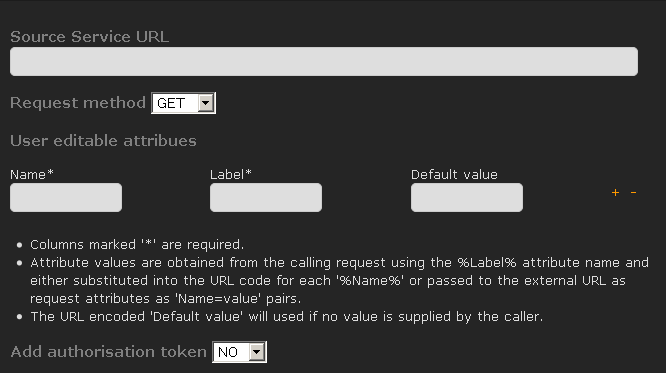 Source Service URL
Request method GET
User editable attribues
Name* Label* Default value
+ -
• Columns marked '*' are required.
• Attribute values are obtained from the calling request using the %Label% attribute name and
either substituted into the URL code for each '%Name%' or passed to the external URL as
request attributes as 'Name=value' pairs.
• The URL encoded 'Default value' will used if no value is supplied by the caller.
Add authorisation token NO